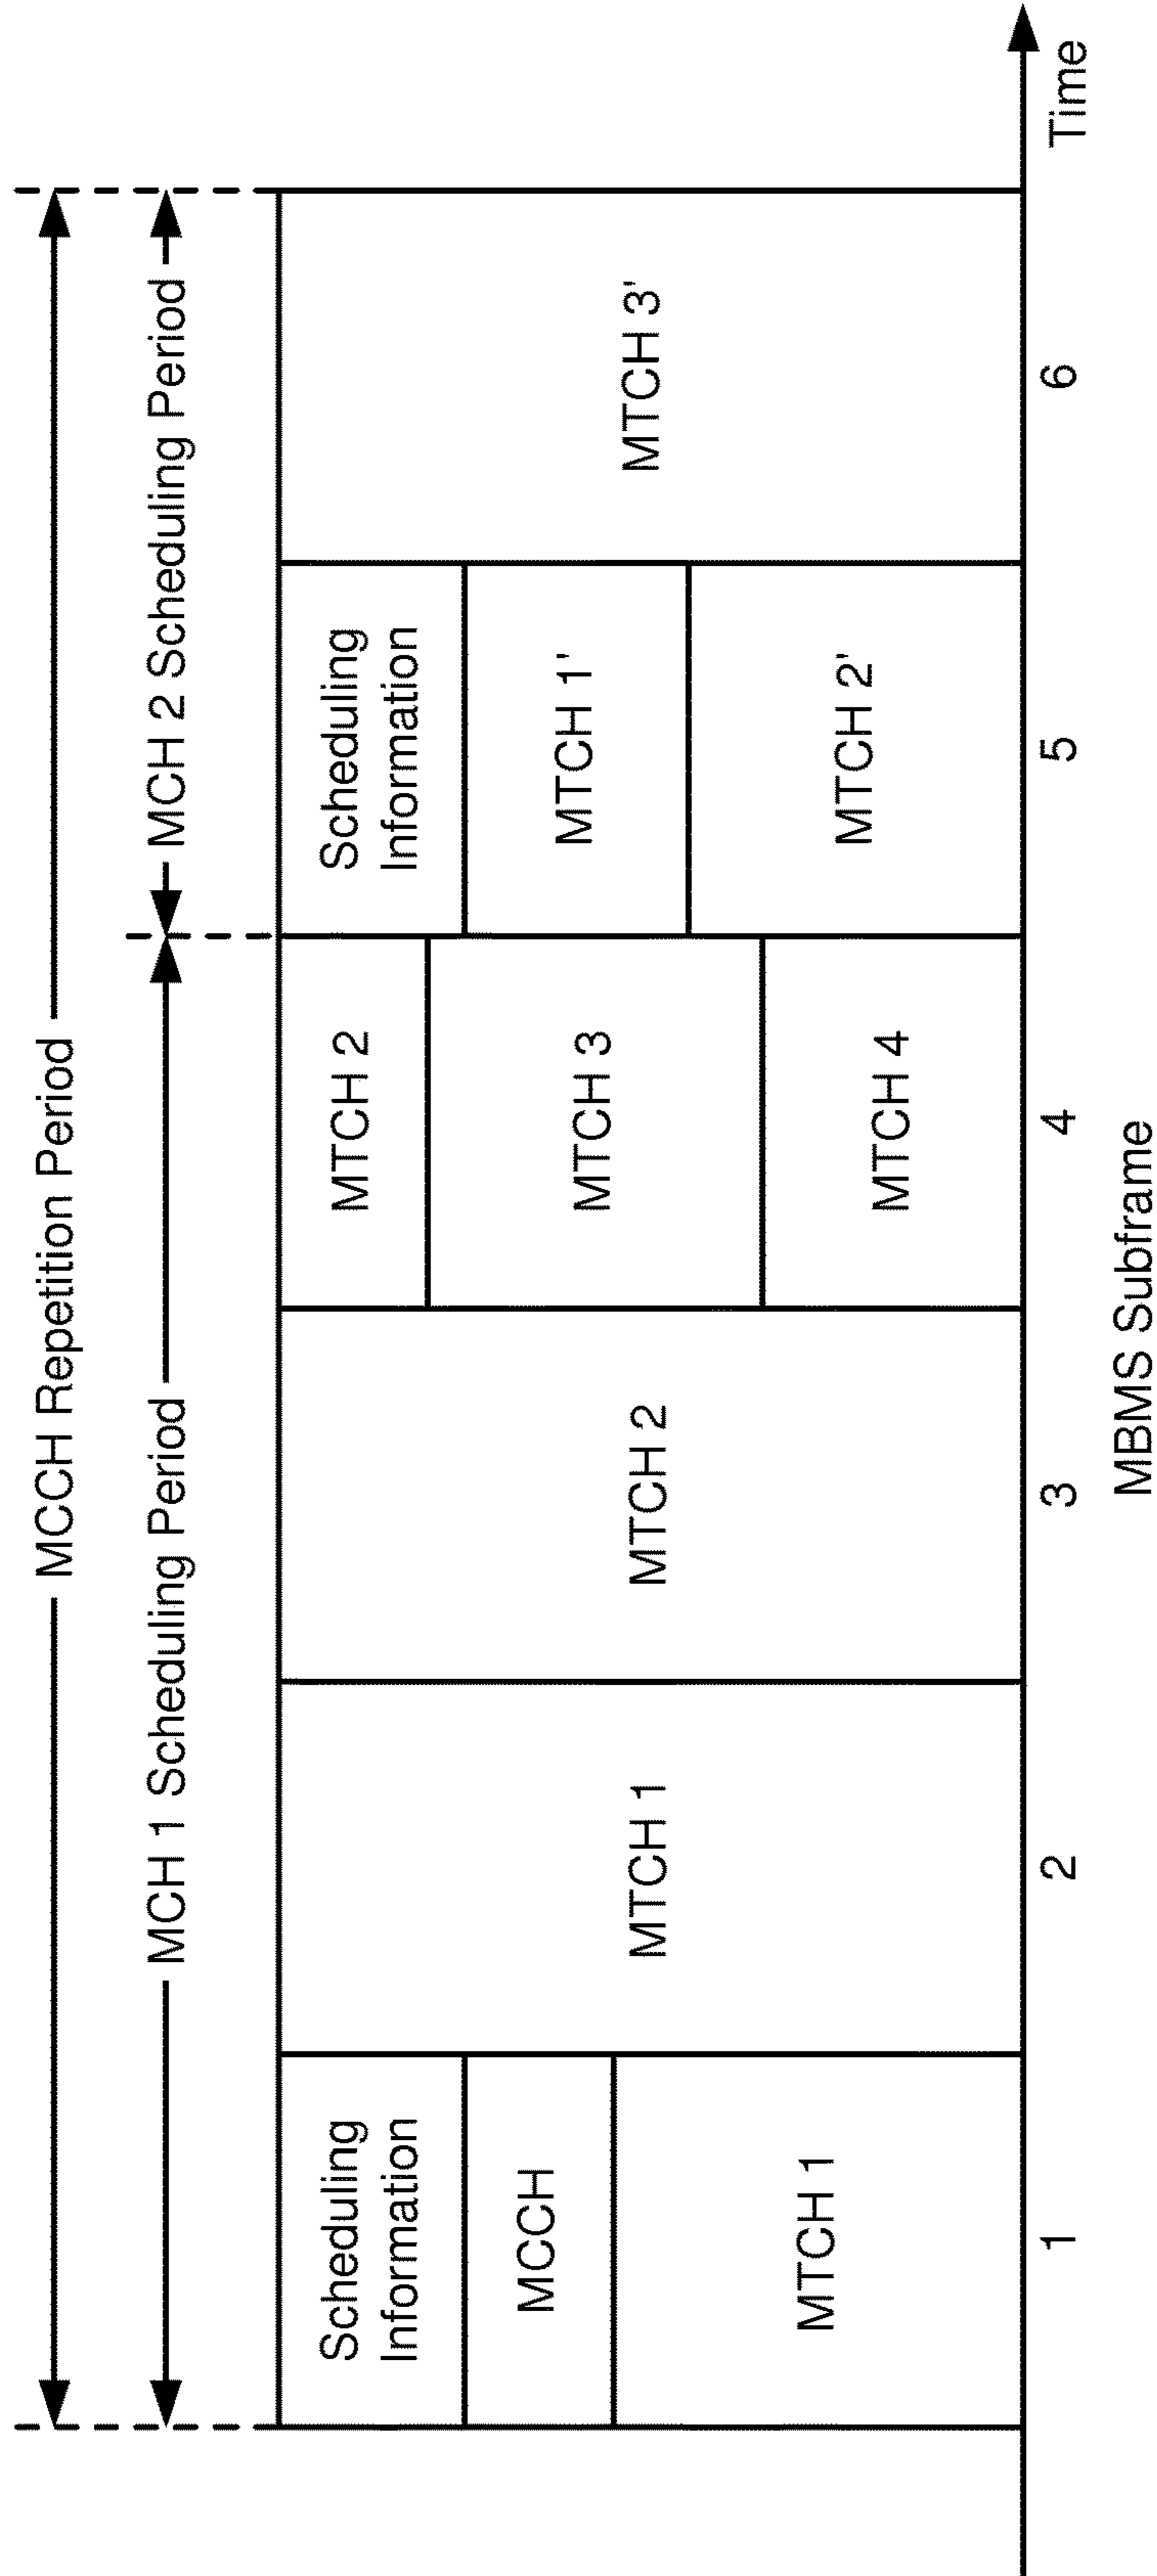 MCCH Repetition Period
MCH 1 Scheduling Period
MCH 2 Scheduling Period
Scheduling
Information
MCCH
MTCH 1
MTCH 1
MTCH 2
MTCH 2
MTCH 3
MTCH 4
Scheduling
Information
MTCH 1'
MTCH 2'
MTCH 3'
1
2
3
4
5
6
Time
MBMS Subframe